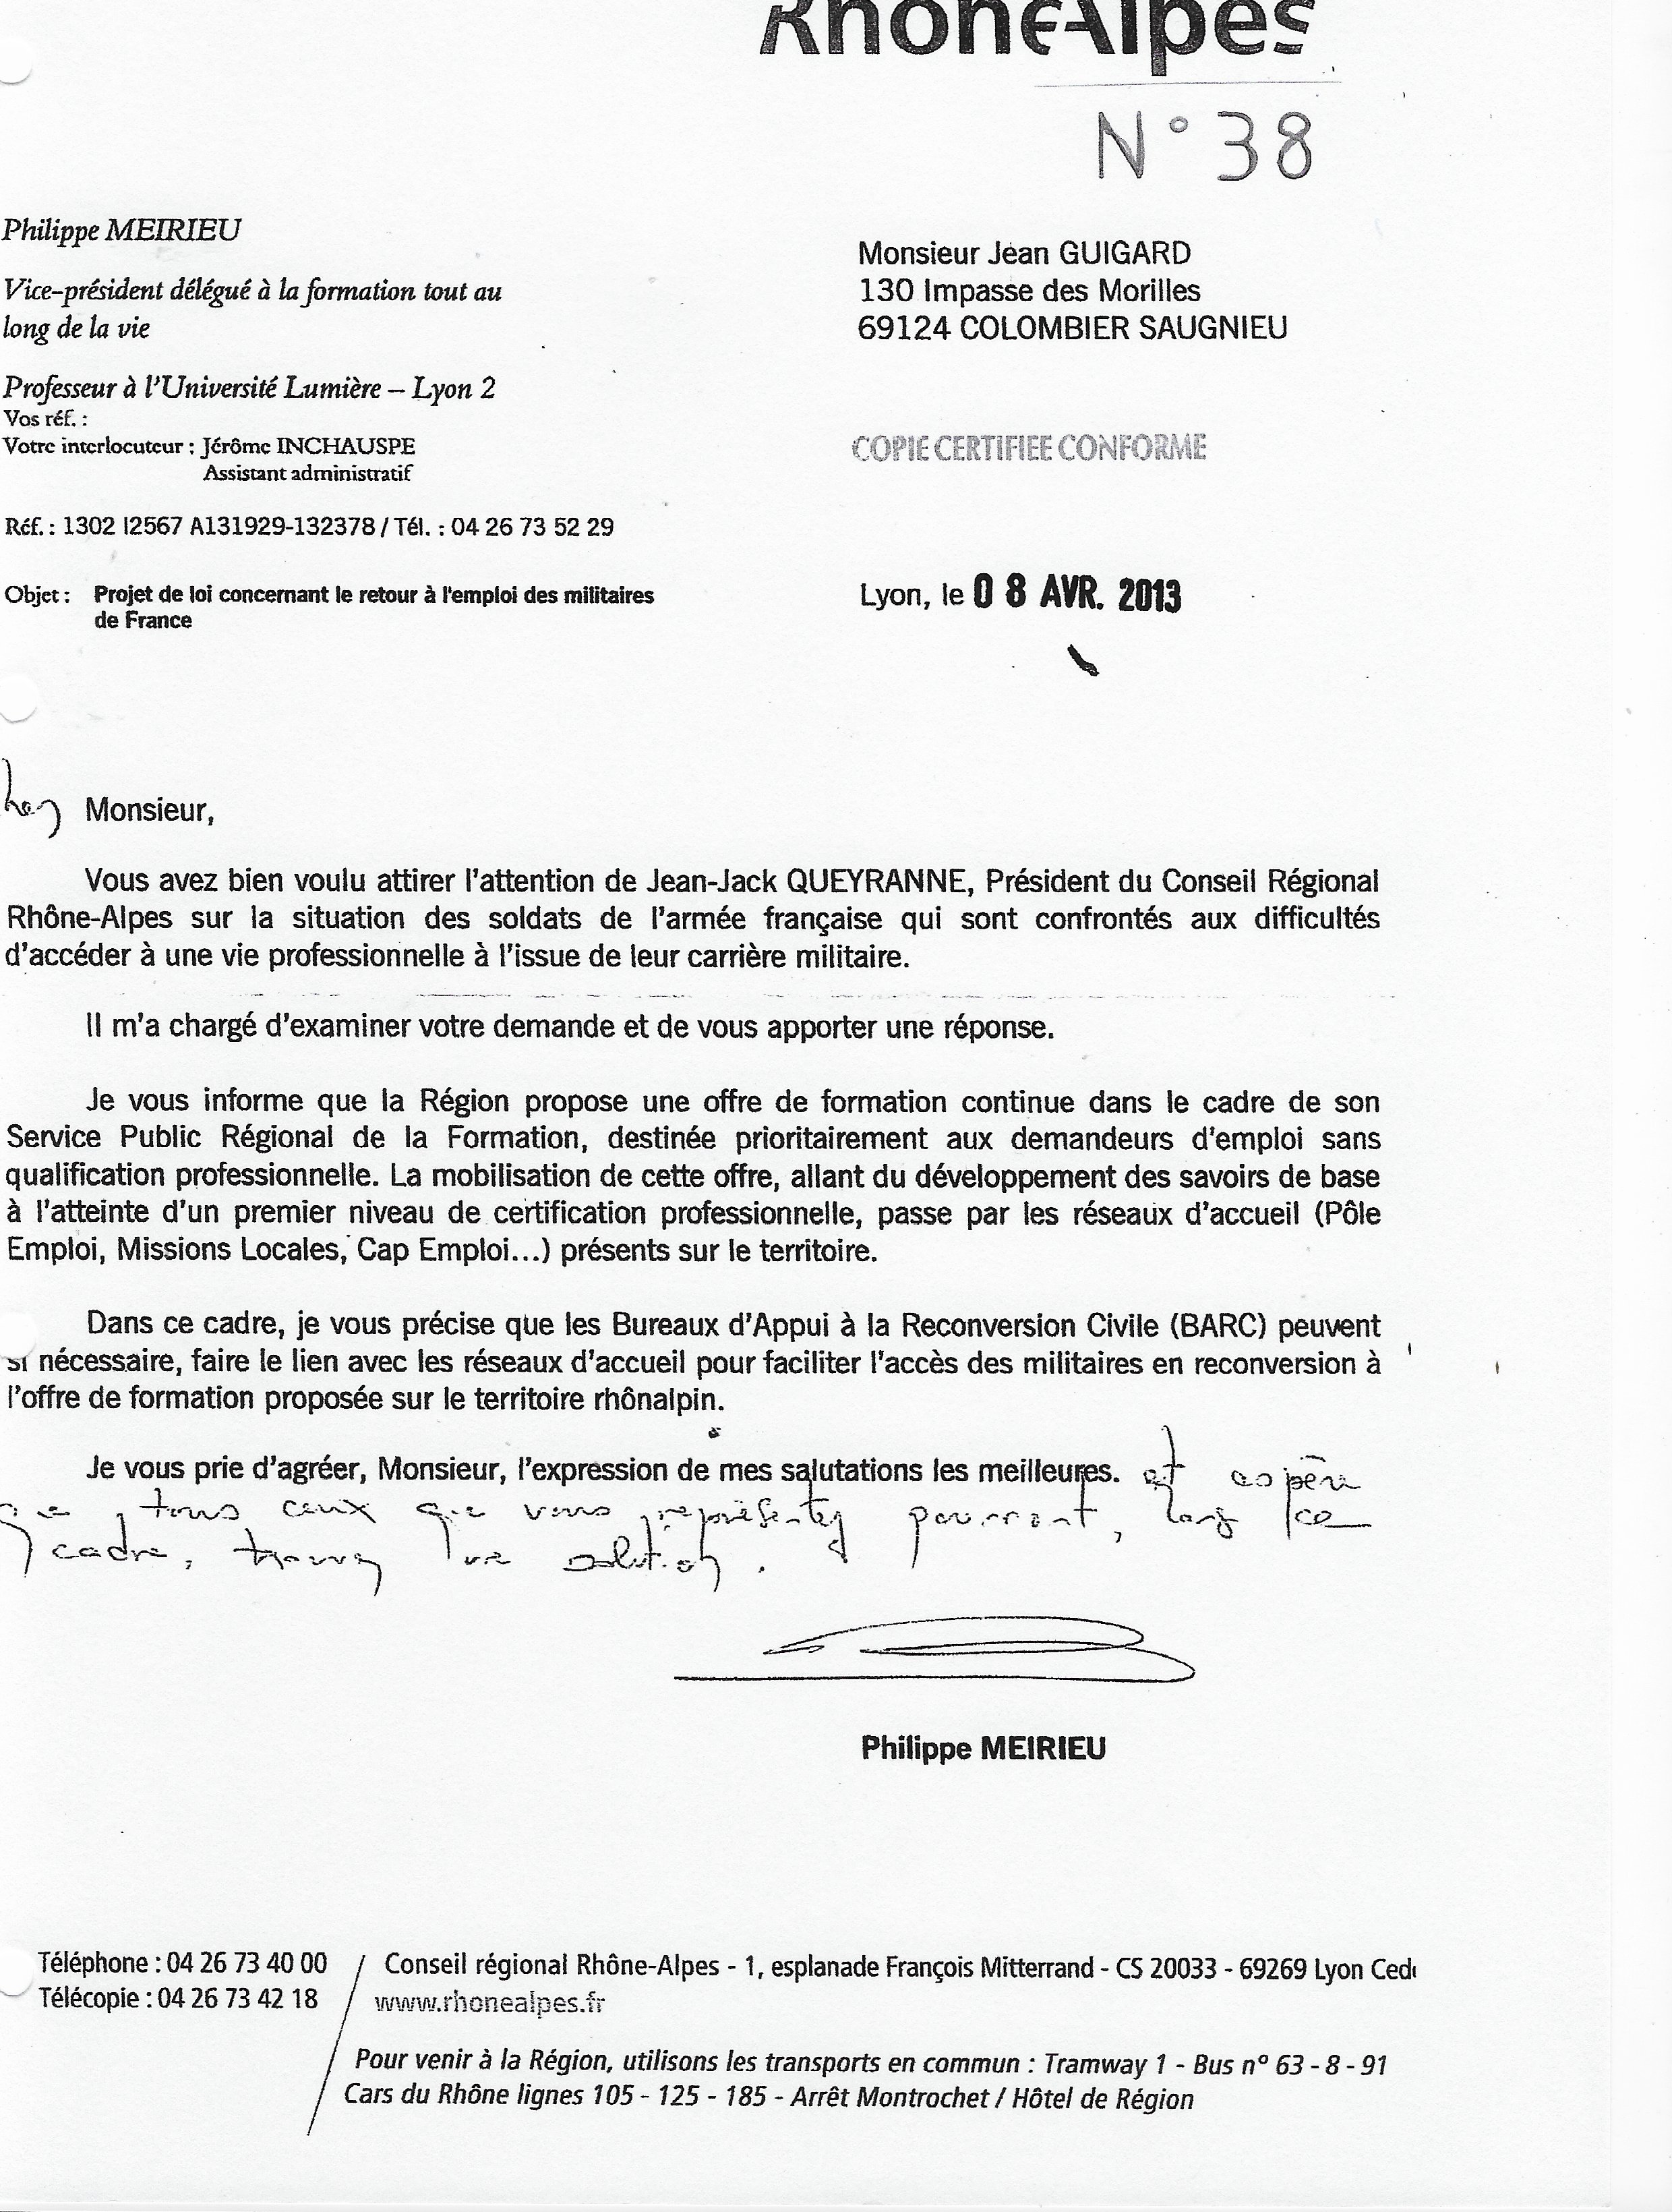 RhôneAlpes
N° 38
Philippe MEIRIEU
Vice-président délégué à la formation tout au
long de la vie
Professeur à l'Université Lumière – Lyon 2
Vos réf. :
Votre interlocuteur : Jérôme INCHAUSPE
Assistant administratif
Réf. : 1302 I2567 A131929-132378 / Tél. : 04 26 73 52 29
Objet : Projet de loi concernant le retour à l'emploi des militaires
de France
Monsieur Jean GUIGARD
130 Impasse des Morilles
69124 COLOMBIER SAUGNIEU
COPIE CERTIFIEE CONFORME
Lyon, le 08 AVR. 2013
Monsieur,
Vous avez bien voulu attirer l'attention de Jean-Jack QUEYRANNE, Président du Conseil Régional
Rhône-Alpes sur la situation des soldats de l'armée française qui sont confrontés aux difficultés
d'accéder à une vie professionnelle à l'issue de leur carrière militaire.
Il m'a chargé d'examiner votre demande et de vous apporter une réponse.
Je vous informe que la Région propose une offre de formation continue dans le cadre de son
Service Public Régional de la Formation, destinée prioritairement aux demandeurs d'emploi sans
qualification professionnelle. La mobilisation de cette offre, allant du développement des savoirs de base
à l'atteinte d'un premier niveau de certification professionnelle, passe par les réseaux d'accueil (Pôle
Emploi, Missions Locales, Cap Emploi...) présents sur le territoire.
Dans ce cadre, je vous précise que les Bureaux d'Appui à la Reconversion Civile (BARC) peuvent
si nécessaire, faire le lien avec les réseaux d'accueil pour faciliter l'accès des militaires en reconversion à
l'offre de formation proposée sur le territoire rhônalpin.
Je vous prie d'agréer, Monsieur, l'expression de mes salutations les meilleures. et espère
que tous ceux que vous représentez pourront, dans ce
cadre, trouver une solution.
Philippe MEIRIEU
Téléphone : 04 26 73 40 00
Télécopie : 04 26 73 42 18
Conseil régional Rhône-Alpes - 1, esplanade François Mitterrand - CS 20033 - 69269 Lyon
www.rhonealpes.fr
Pour venir à la Région, utilisons les transports en commun : Tramway 1 - Bus n° 63 - 8 - 91
Cars du Rhône lignes 105 - 125 - 185 - Arrêt Montrochet / Hôtel de Région